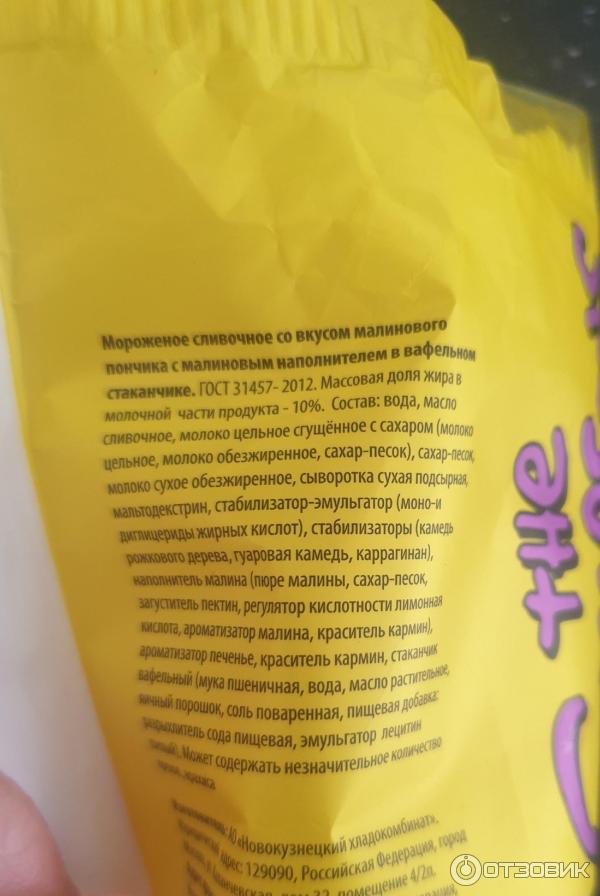 Мороженое сливочное со вкусом малинового
пончика с малиновым наполнителем в вафельном
стаканчике. ГОСТ 31457- 2012. Массовая доля жира в
молочной части продукта - 10%. Состав: вода, масло
сливочное, молоко цельное сгущённое с сахаром (молоко
цельное, молоко обезжиренное, сахар-песок), сахар-песок,
молоко сухое обезжиренное, сыворотка сухая подсырная,
мальтодекстрин, стабилизатор-эмульгатор (моно-и
диглицериды жирных кислот), стабилизаторы (камедь
рожкового дерева, гуаровая камедь, каррагинан),
наполнитель малина (пюре малины, сахар-песок,
загуститель пектин, регулятор кислотности лимонная
кислота, ароматизатор малина, краситель кармин),
ароматизатор печенье, краситель кармин, стаканчик
вафельный (мука пшеничная, вода, масло растительное,
яичный порошок, соль поваренная, пищевая добавка:
разрыхлитель сода пищевая, эмульгатор лецитин
Может содержать незначительное количество
арахиса
Изготовитель: АО «Новокузнецкий хладокомбинат».
адрес: 129090, Российская Федерация, город
помещение 4/2п.
the
ОТЗОВИК